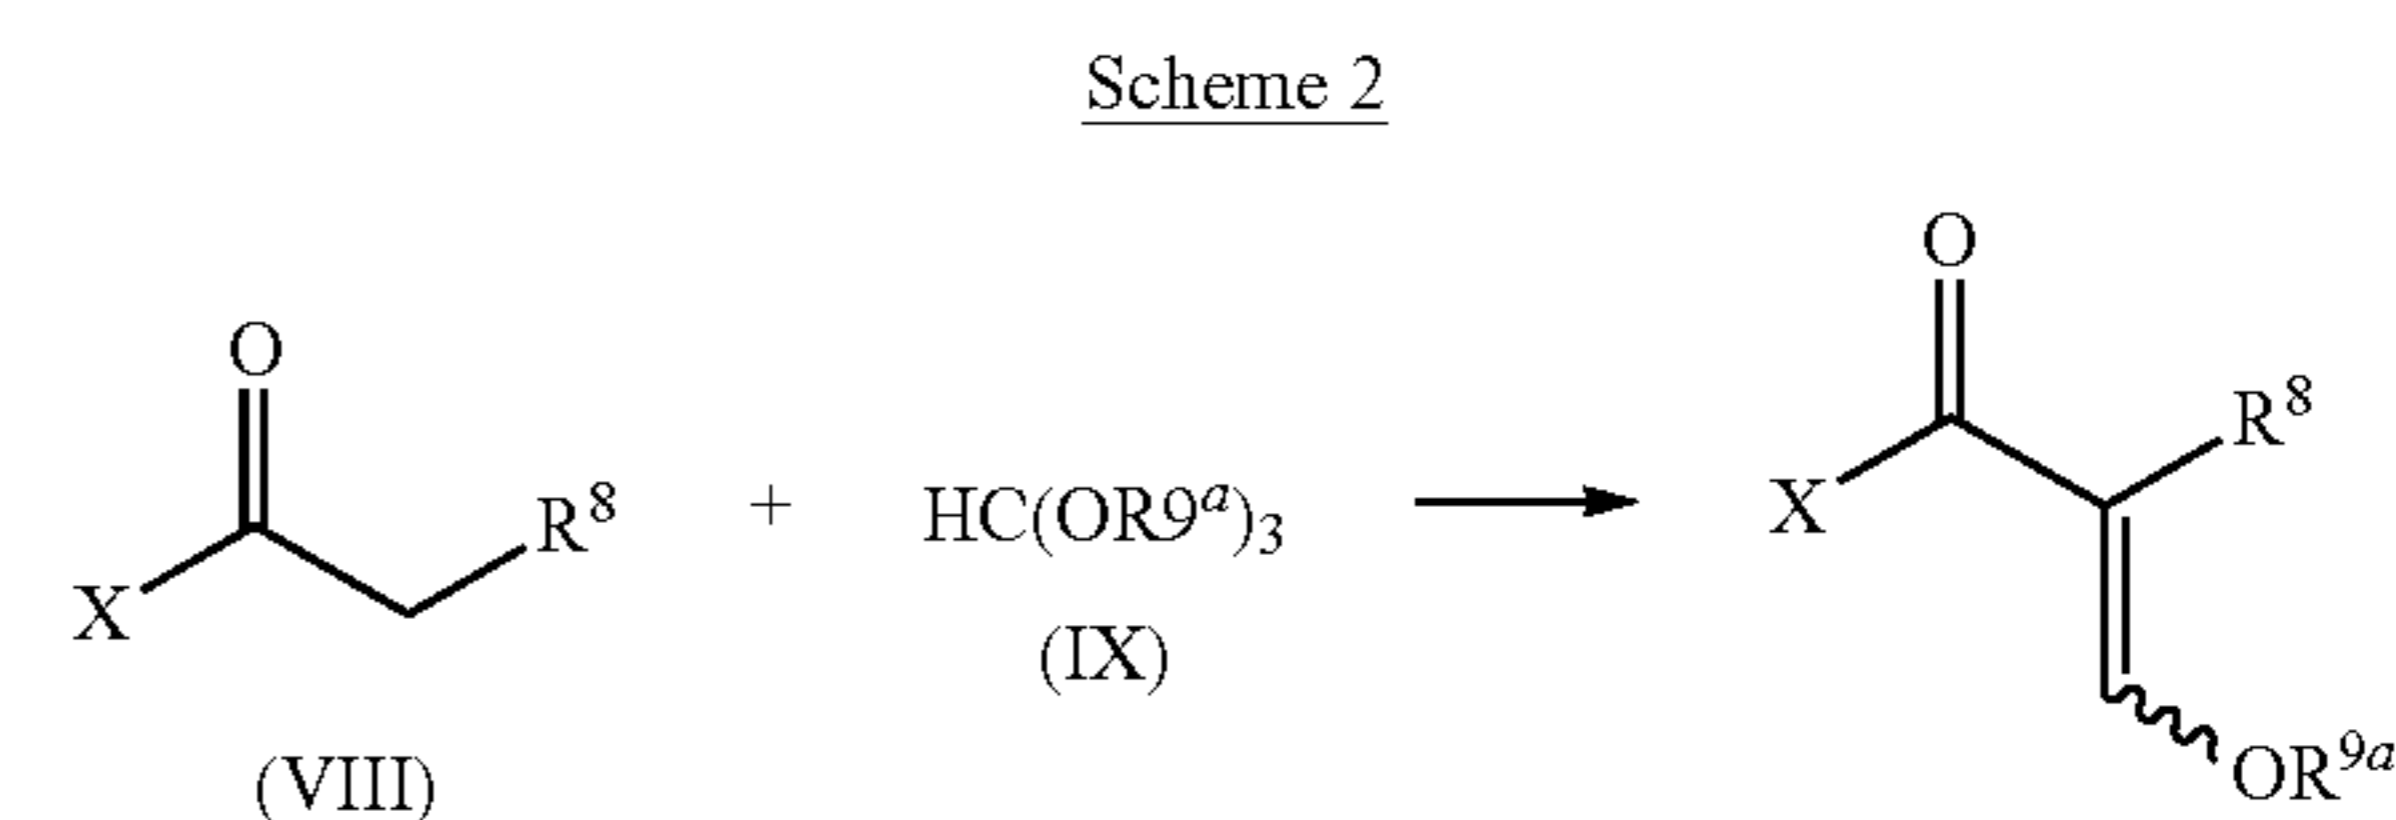 Scheme 2
O
X
R⁸
(VIII)
+
HC(OR9ᵃ)₃
(IX)
O
X
R⁸
OR⁹ᵃ